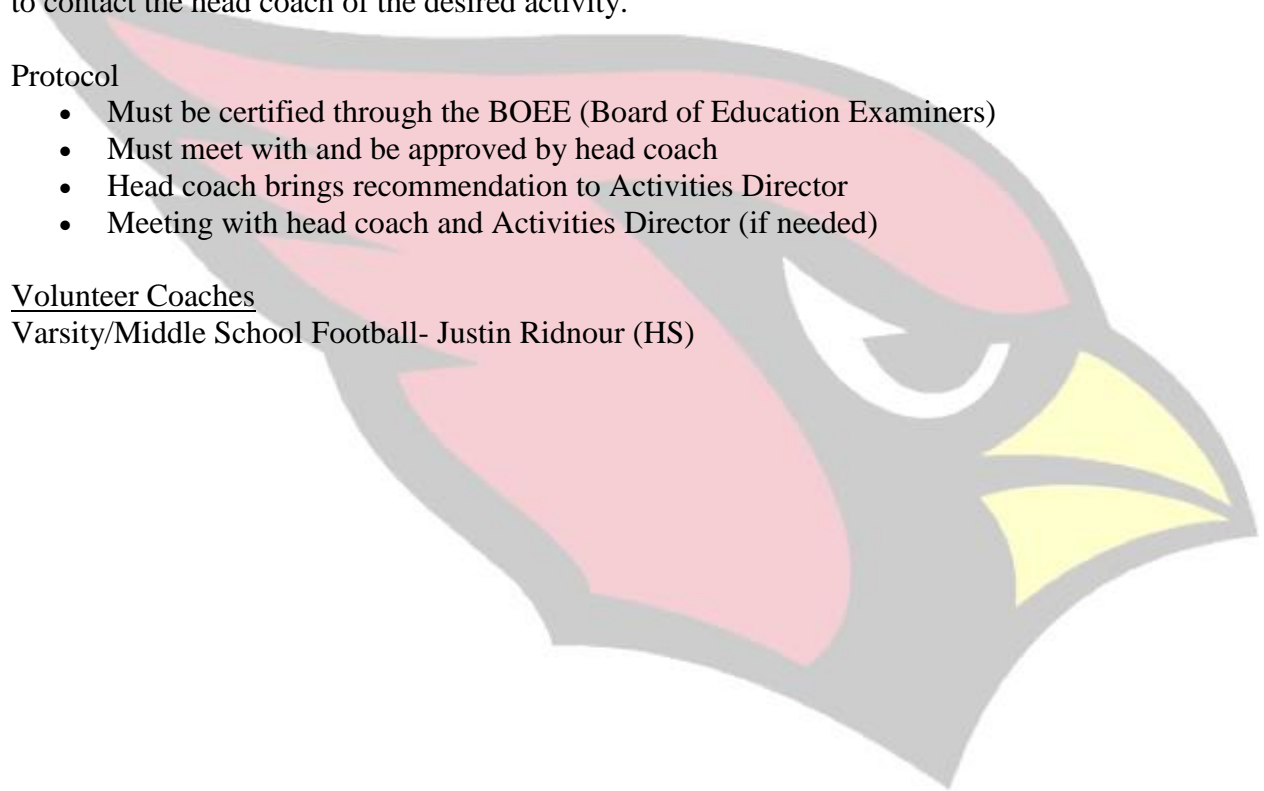 to contact the head coach of the desired activity.
Protocol
• Must be certified through the BOEE (Board of Education Examiners)
• Must meet with and be approved by head coach
• Head coach brings recommendation to Activities Director
• Meeting with head coach and Activities Director (if needed)
Volunteer Coaches
Varsity/Middle School Football- Justin Ridnour (HS)